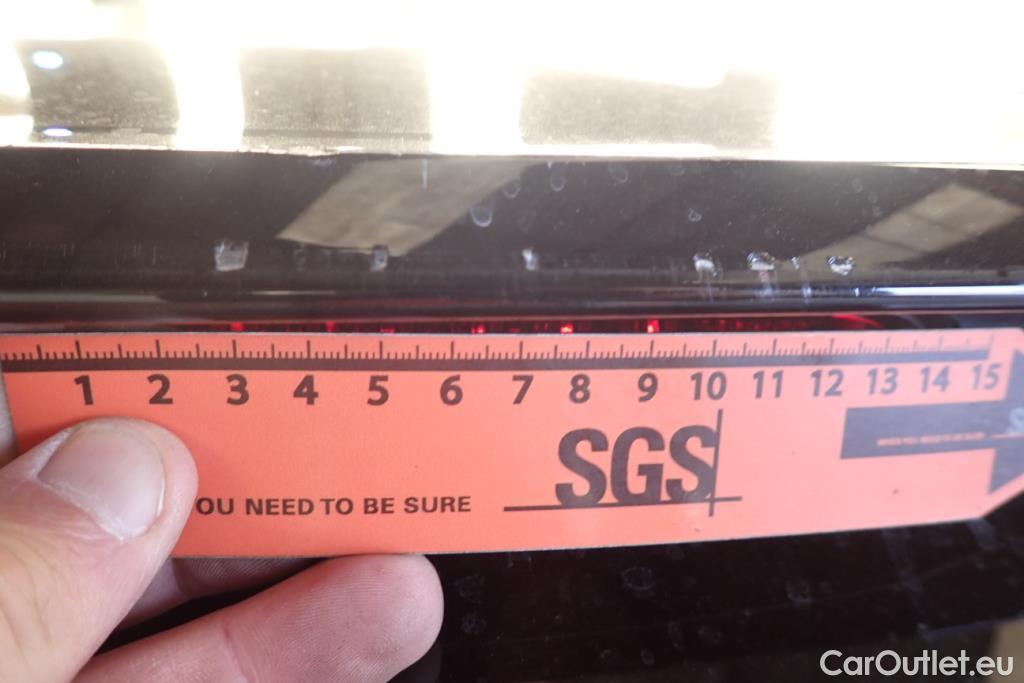 1 2 3 4 5 6 7 8 9 10 11 12 13 14 15
SGS
OU NEED TO BE SURE
CarOutlet.eu